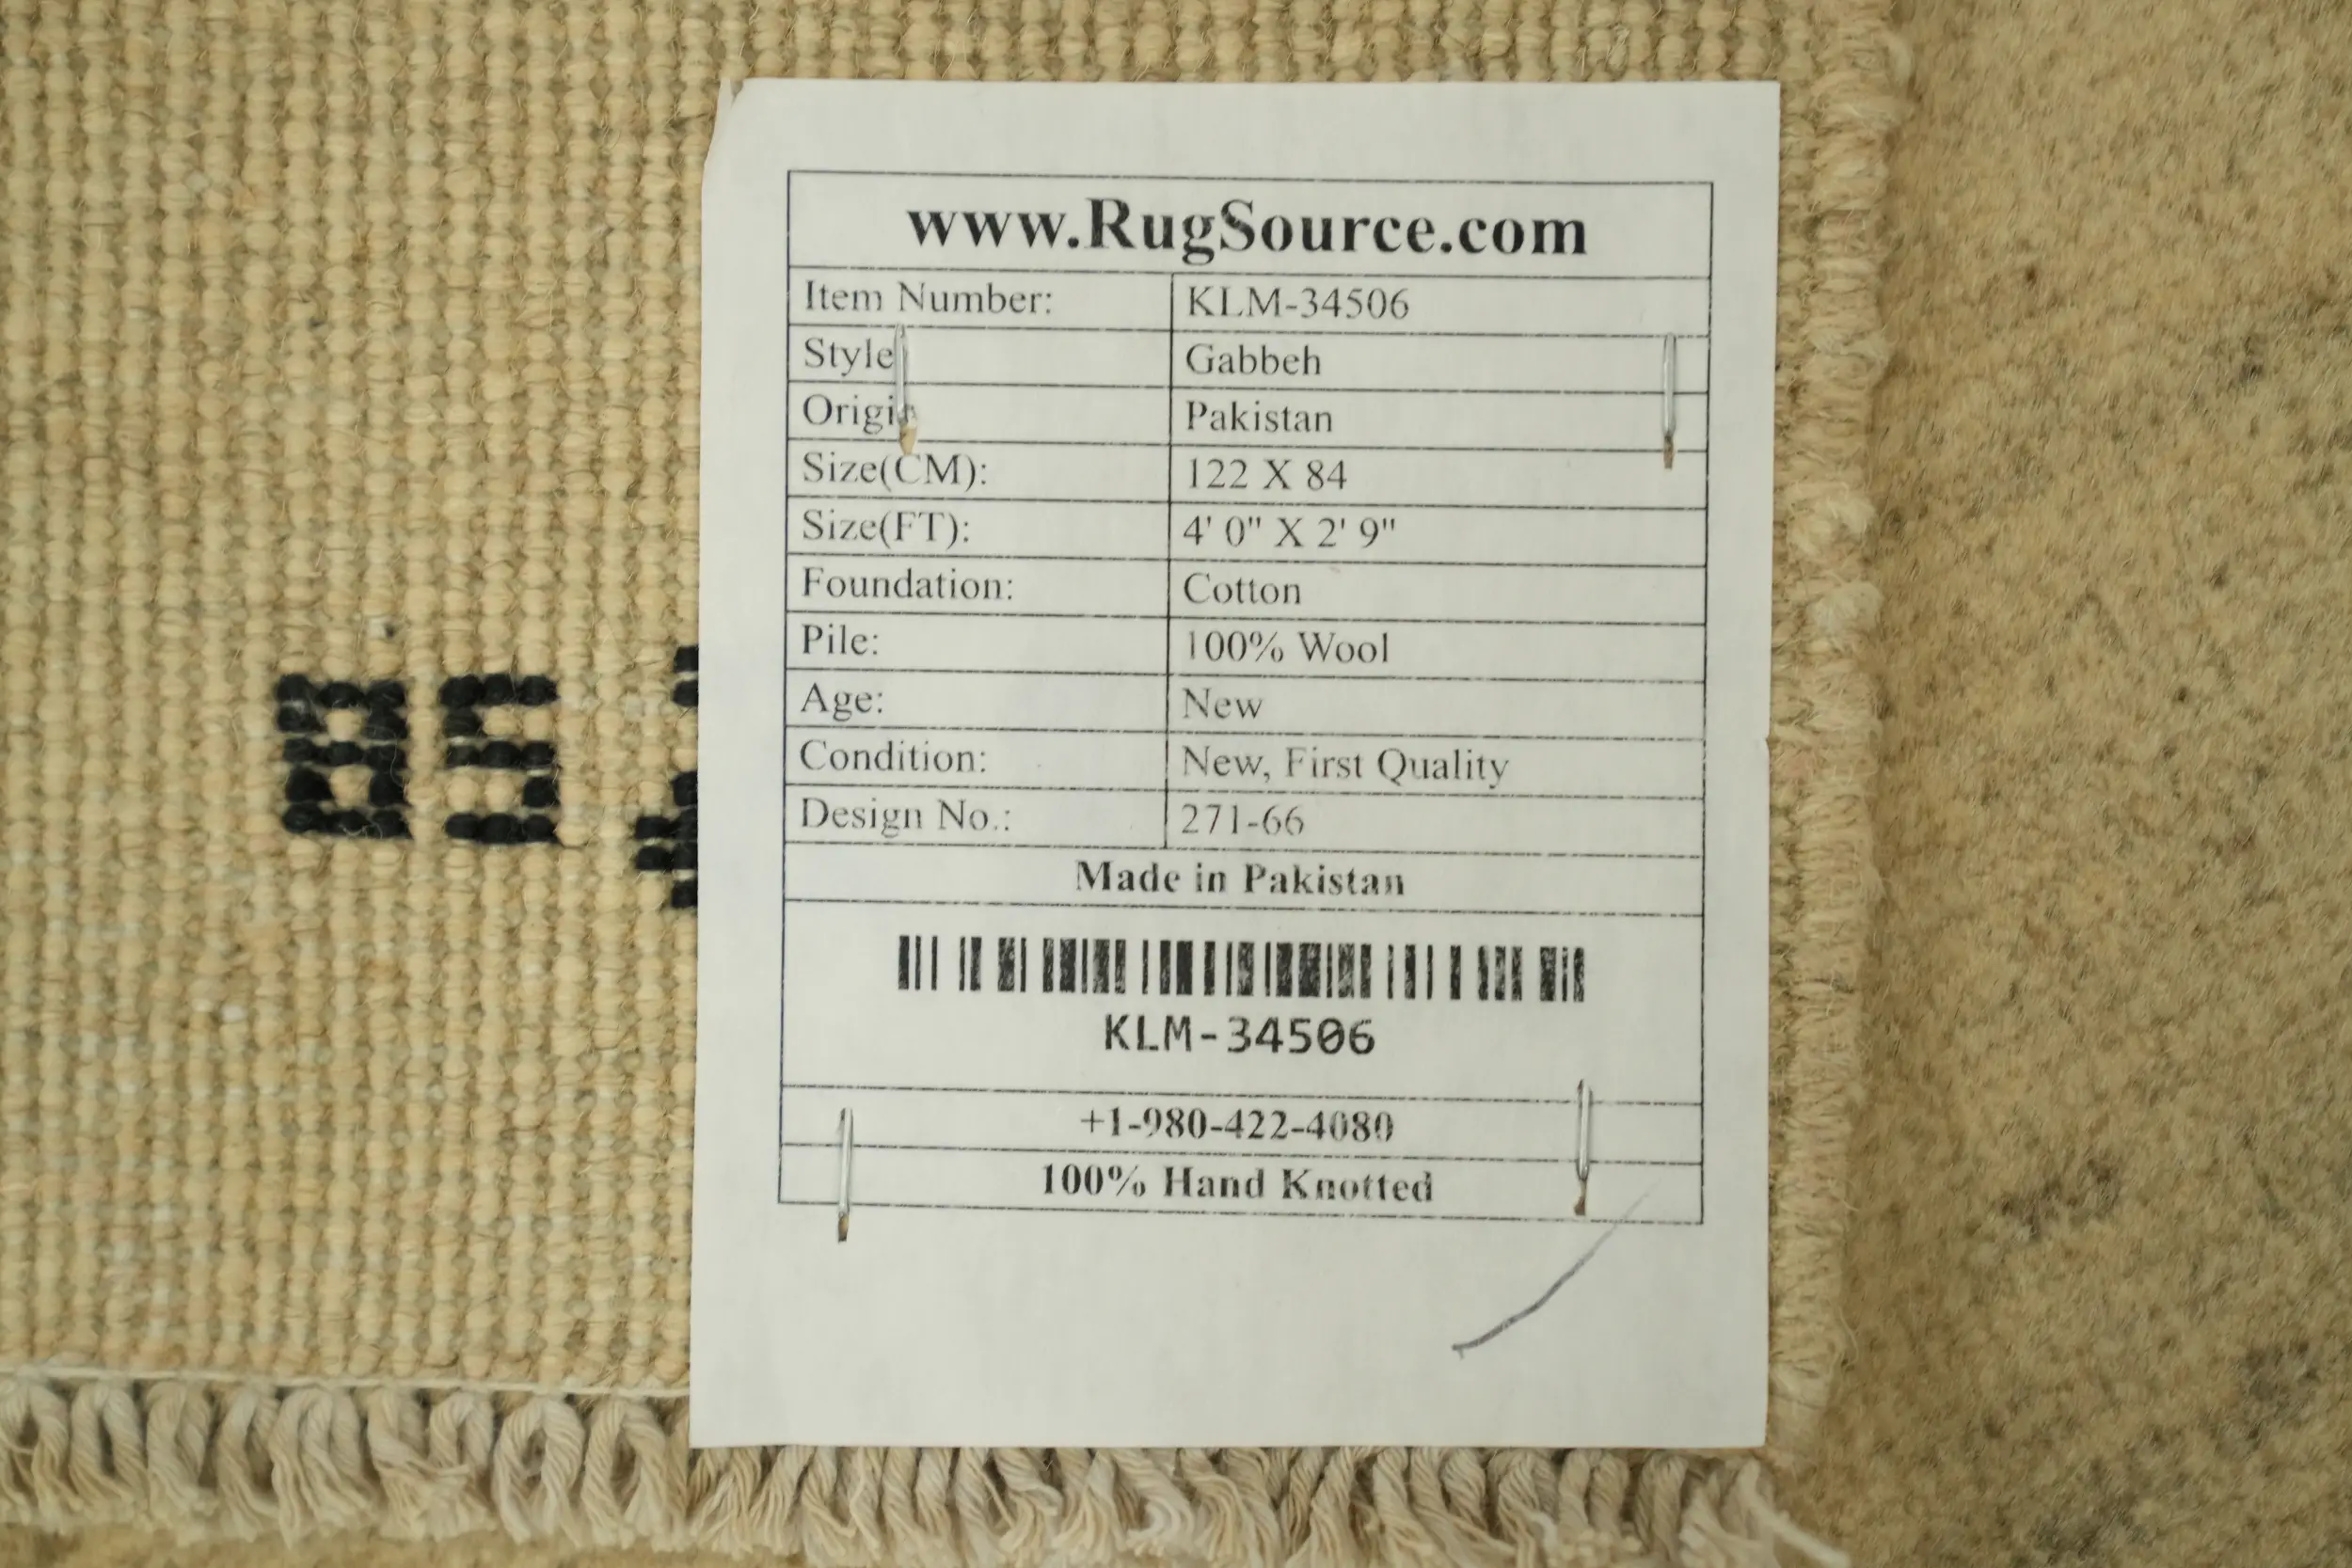 www.RugSource.com
Item Number: KLM-34506
Style Gabbeh
Origin Pakistan
Size(CM): 122 X 84
Size(FT): 4' 0" X 2' 9"
Foundation: Cotton
Pile: 100% Wool
Age: New
Condition: New, First Quality
Design No.: 271-66
Made in Pakistan
KLM-34506
+1-980-422-4080
100% Hand Knotted
85